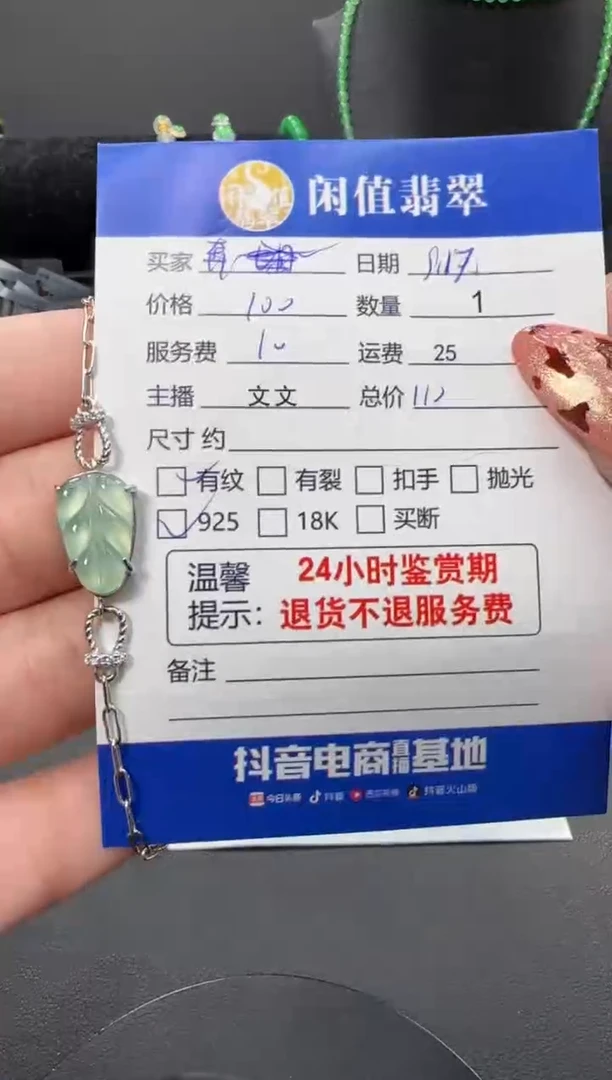 闲值翡翠
买家 日期
价格 100 数量 1
服务费 10 运费 25
主播 文文 总价 112
尺寸 约
有纹 有裂 扣手 抛光
925 18K 买断
温馨 24小时鉴赏期
提示: 退货不退服务费
备注
抖音电商直播基地
今日头条 抖音 西瓜视频 抖音火山版